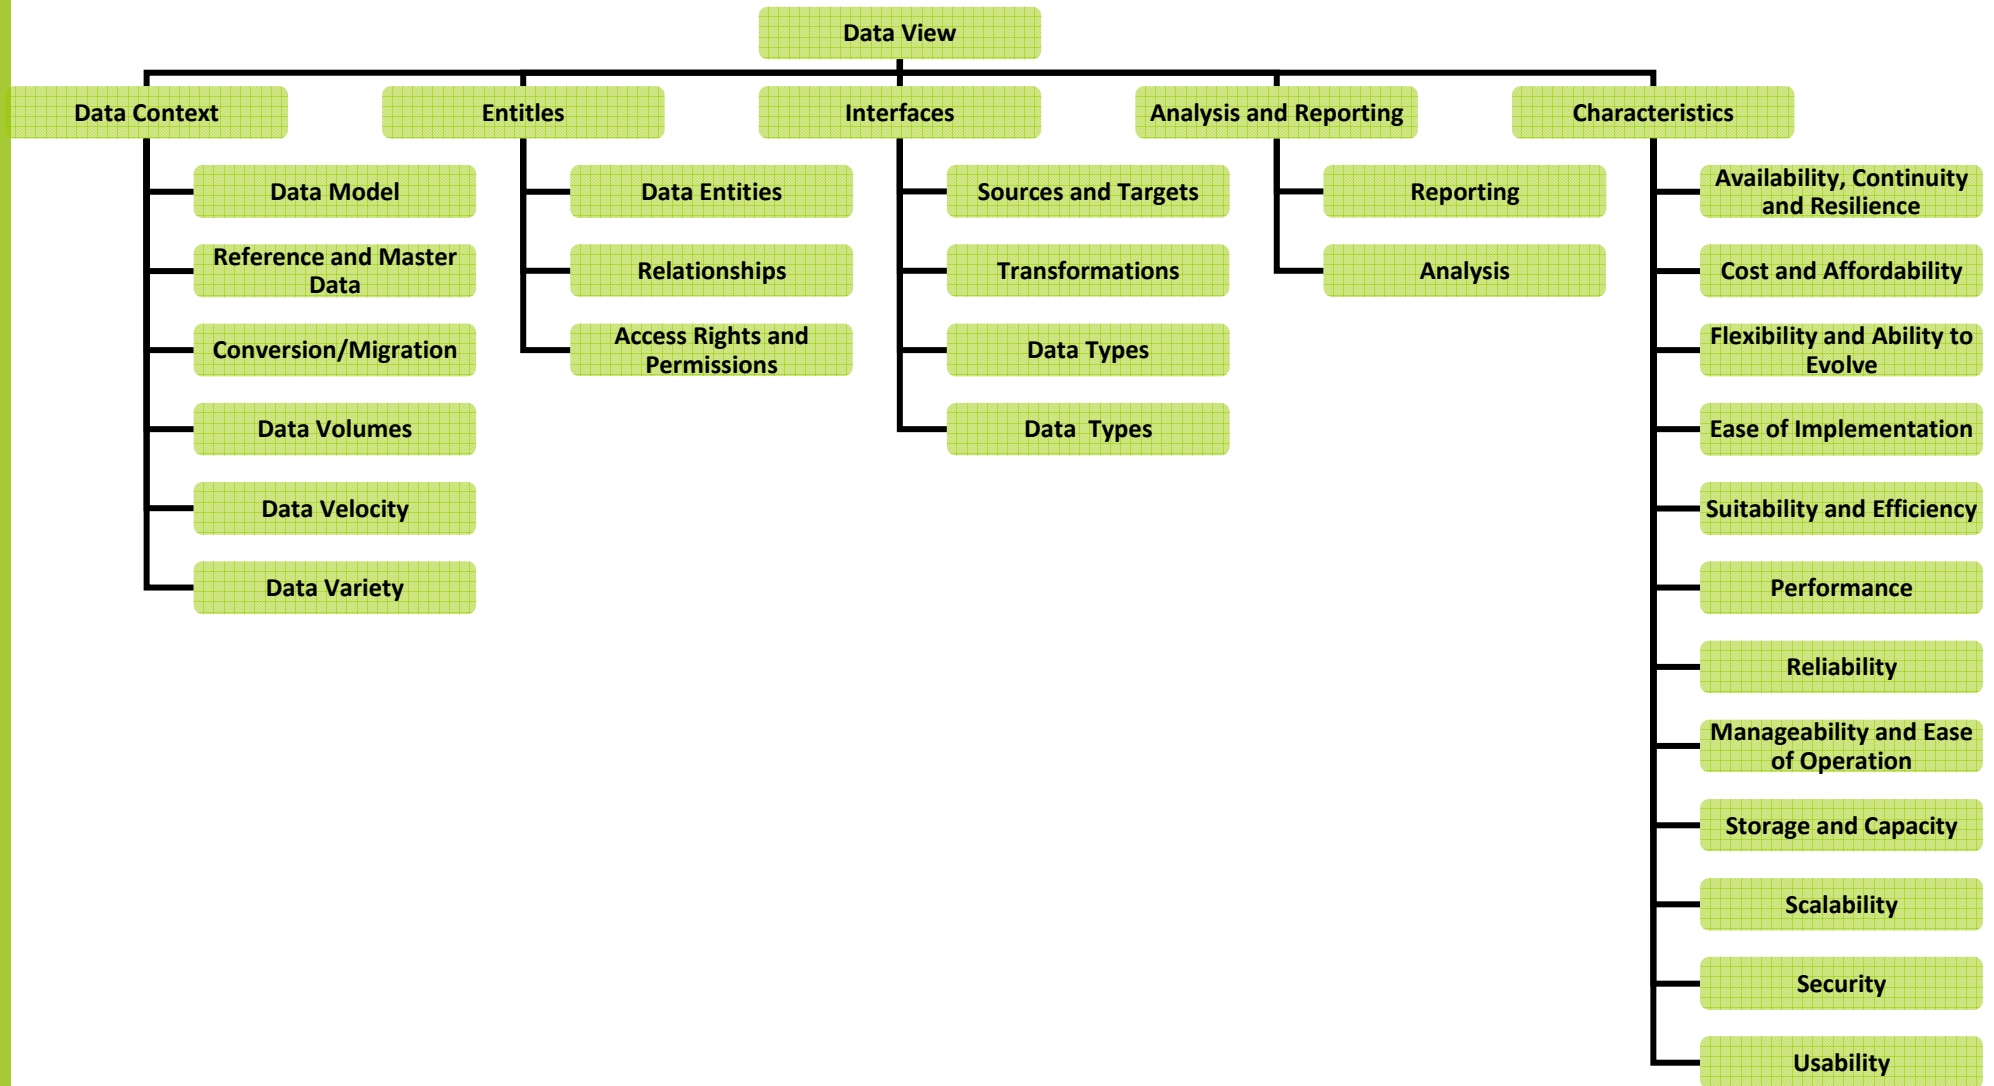 Data View
Data Context
Entitles
Interfaces
Analysis and Reporting
Characteristics
Data Model
Reference and Master
Data
Conversion/Migration
Data Volumes
Data Velocity
Data Variety
Data Entities
Relationships
Access Rights and
Permissions
Sources and Targets
Transformations
Data Types
Data  Types
Reporting
Analysis
Availability, Continuity
and Resilience
Cost and Affordability
Flexibility and Ability to
Evolve
Ease of Implementation
Suitability and Efficiency
Performance
Reliability
Manageability and Ease
of Operation
Storage and Capacity
Scalability
Security
Usability